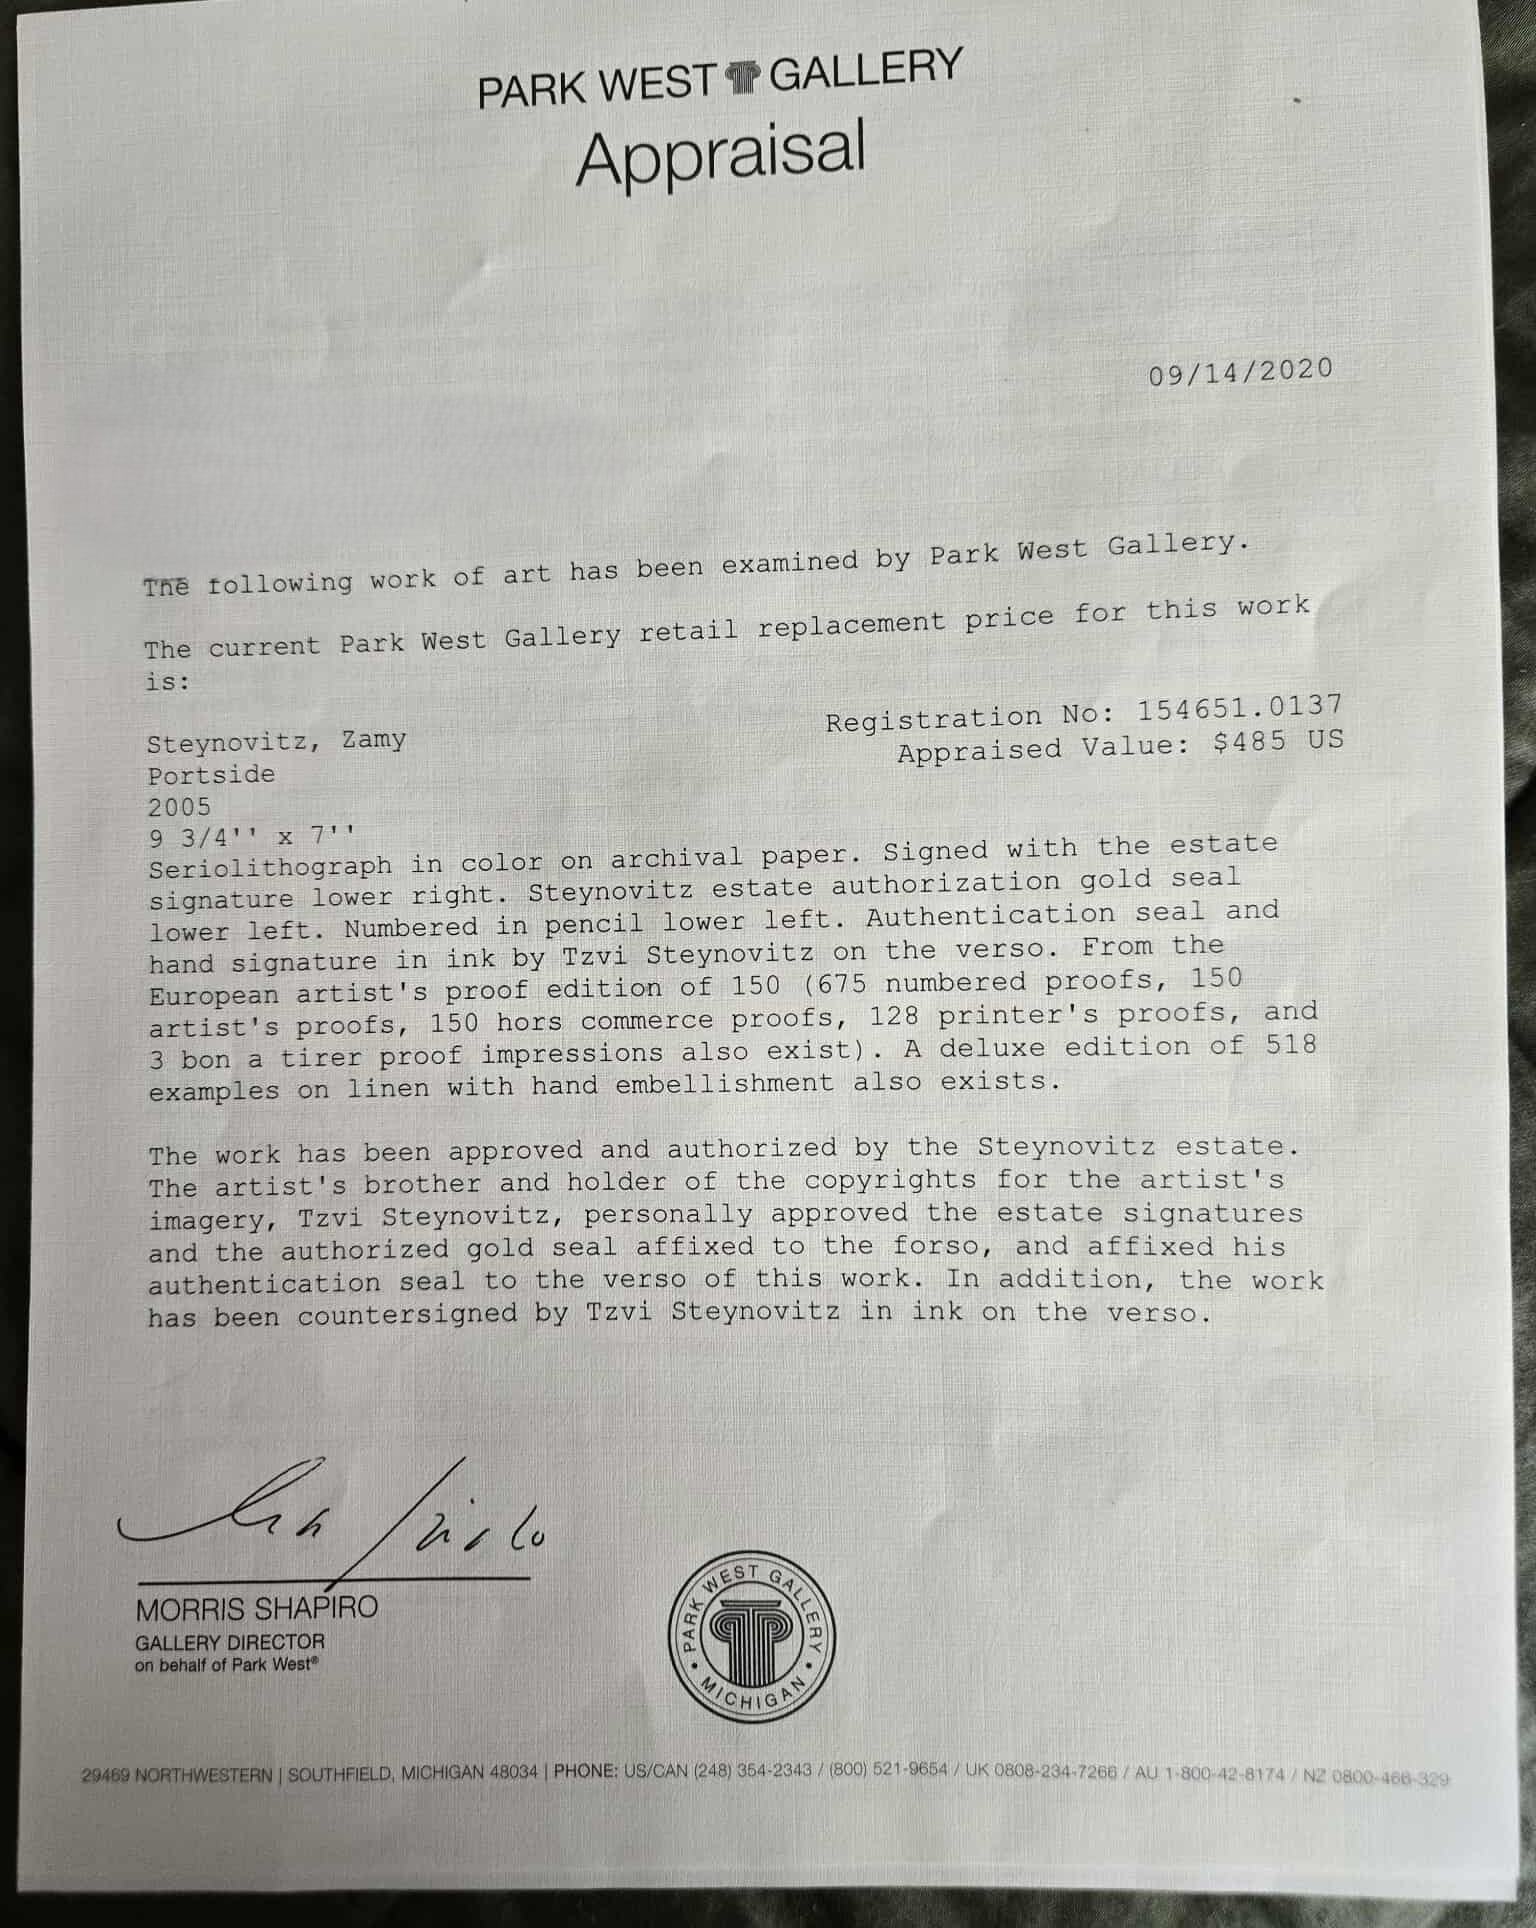 PARK WEST GALLERY
Appraisal
09/14/2020
The following work of art has been examined by Park West Gallery.
The current Park West Gallery retail replacement price for this work
is:
Registration No: 154651.0137
Appraised Value: $485 US
Steynovitz, Zamy
Portside
2005
9 3/4'' x 7''
Seriolithograph in color on archival paper. Signed with the estate
signature lower right. Steynovitz estate authorization gold seal
lower left. Numbered in pencil lower left. Authentication seal and
hand signature in ink by Tzvi Steynovitz on the verso. From the
European artist's proof edition of 150 (675 numbered proofs, 150
artist's proofs, 150 hors commerce proofs, 128 printer's proofs, and
3 bon a tirer proof impressions also exist). A deluxe edition of 518
examples on linen with hand embellishment also exists.
The work has been approved and authorized by the Steynovitz estate.
The artist's brother and holder of the copyrights for the artist's
imagery, Tzvi Steynovitz, personally approved the estate signatures
and the authorized gold seal affixed to the forso, and affixed his
authentication seal to the verso of this work. In addition, the work
has been countersigned by Tzvi Steynovitz in ink on the verso.
MORRIS SHAPIRO
GALLERY DIRECTOR
on behalf of Park West®
• PARK WEST GALLERY •
MICHIGAN
29469 NORTHWESTERN | SOUTHFIELD, MICHIGAN 48034 | PHONE: US/CAN (248) 354-2343 / (800) 521-9654 / UK 0808-234-7266 / AU 1-800-42-8174 / NZ 0800-466-329